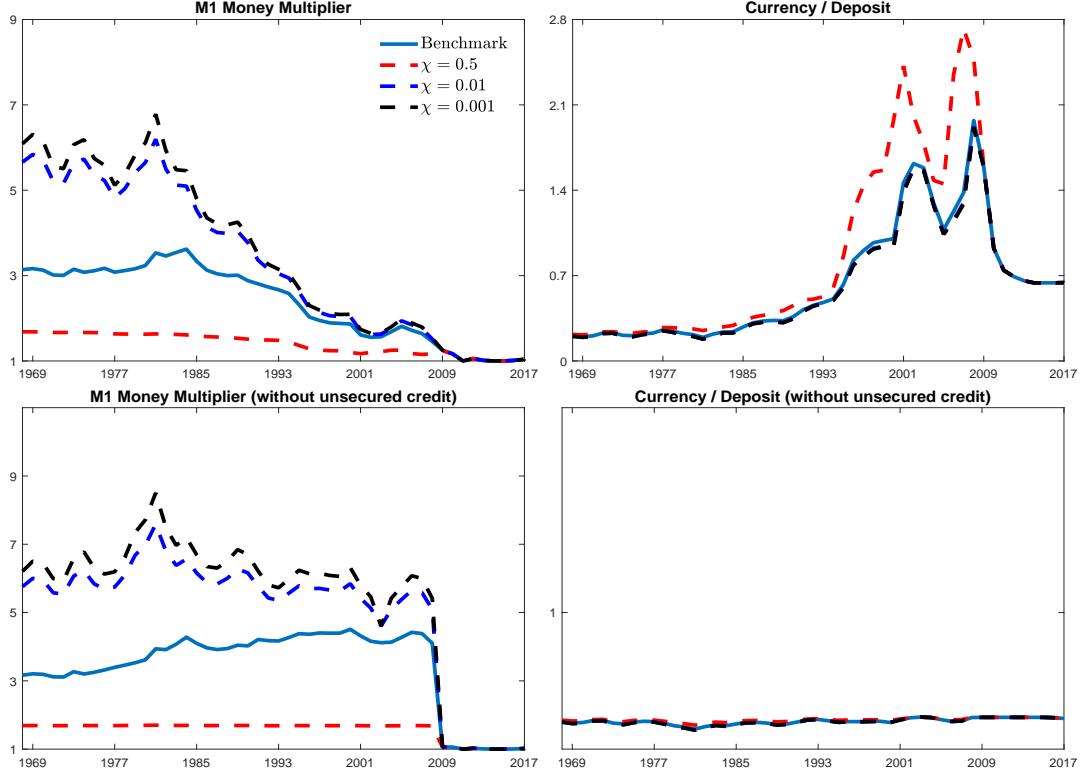 M1 Money Multiplier
9
7
5
3
1
1969 1977 1985 1993 2001 2009 2017
Benchmark
χ = 0.5
χ = 0.01
χ = 0.001
Currency / Deposit
2.8
2.1
1.4
0.7
0
1969 1977 1985 1993 2001 2009 2017
M1 Money Multiplier (without unsecured credit)
9
7
5
3
1
1969 1977 1985 1993 2001 2009 2017
Currency / Deposit (without unsecured credit)
1
1969 1977 1985 1993 2001 2009 2017